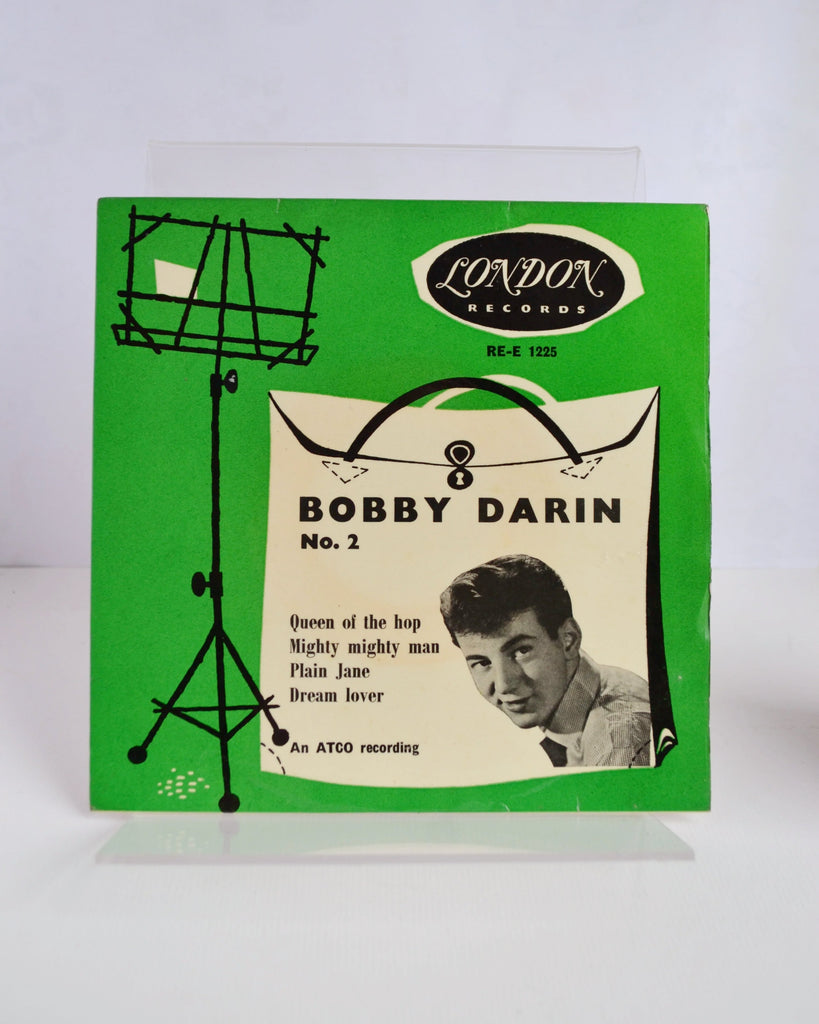 LONDON
RECORDS
RE-E 1225
BOBBY DARIN
No. 2
Queen of the hop
Mighty mighty man
Plain Jane
Dream lover
An ATCO recording